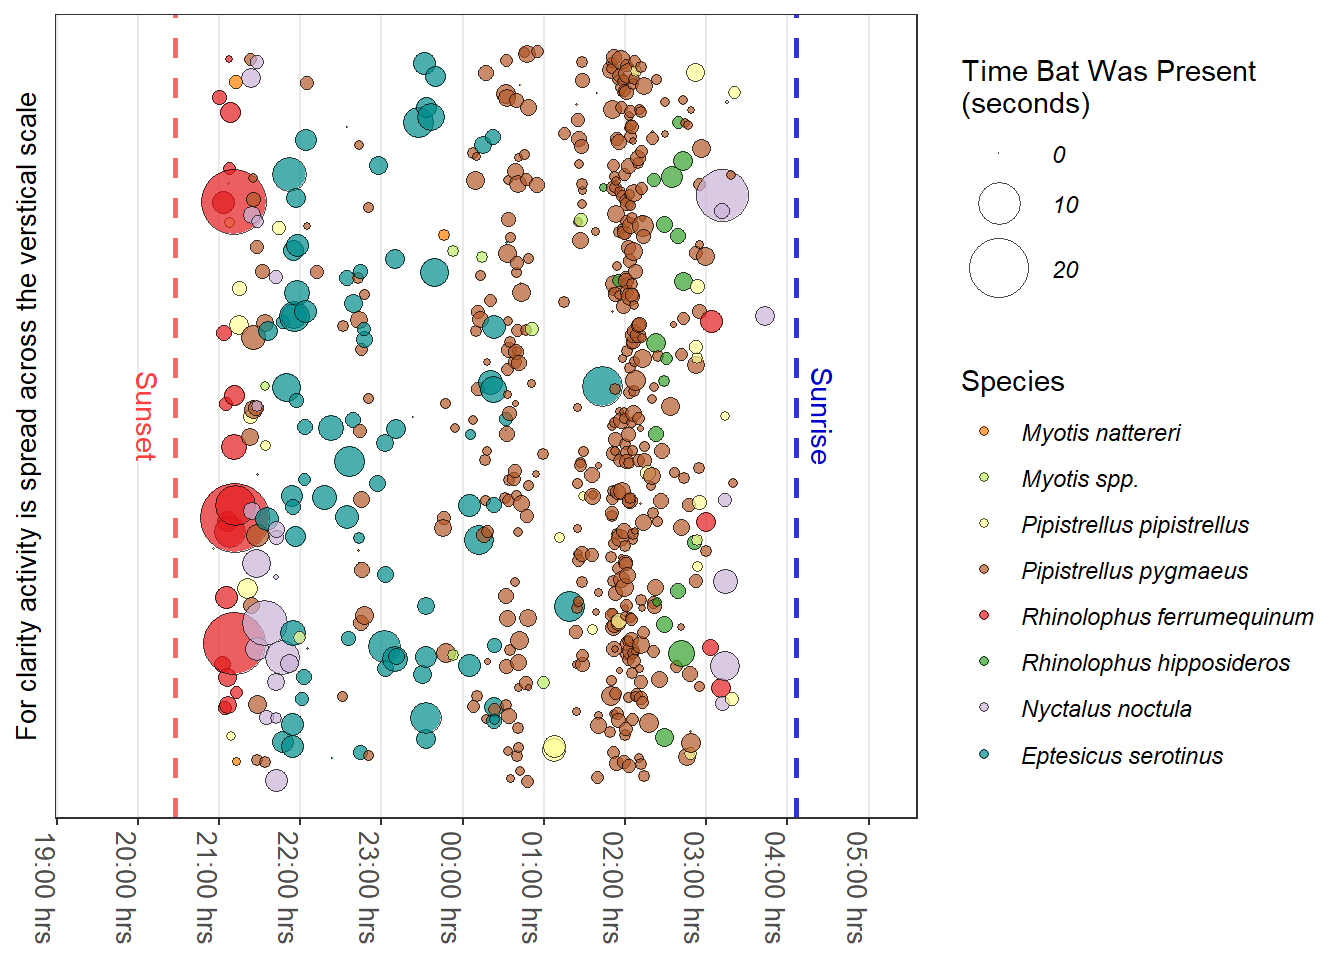 For clarity activity is spread across the verstical scale
Sunset
Sunrise
19:00 hrs
20:00 hrs
21:00 hrs
22:00 hrs
23:00 hrs
00:00 hrs
01:00 hrs
02:00 hrs
03:00 hrs
04:00 hrs
05:00 hrs
Time Bat Was Present
(seconds)
0
10
20
Species
Myotis nattereri
Myotis spp.
Pipistrellus pipistrellus
Pipistrellus pygmaeus
Rhinolophus ferrumequinum
Rhinolophus hipposideros
Nyctalus noctula
Eptesicus serotinus